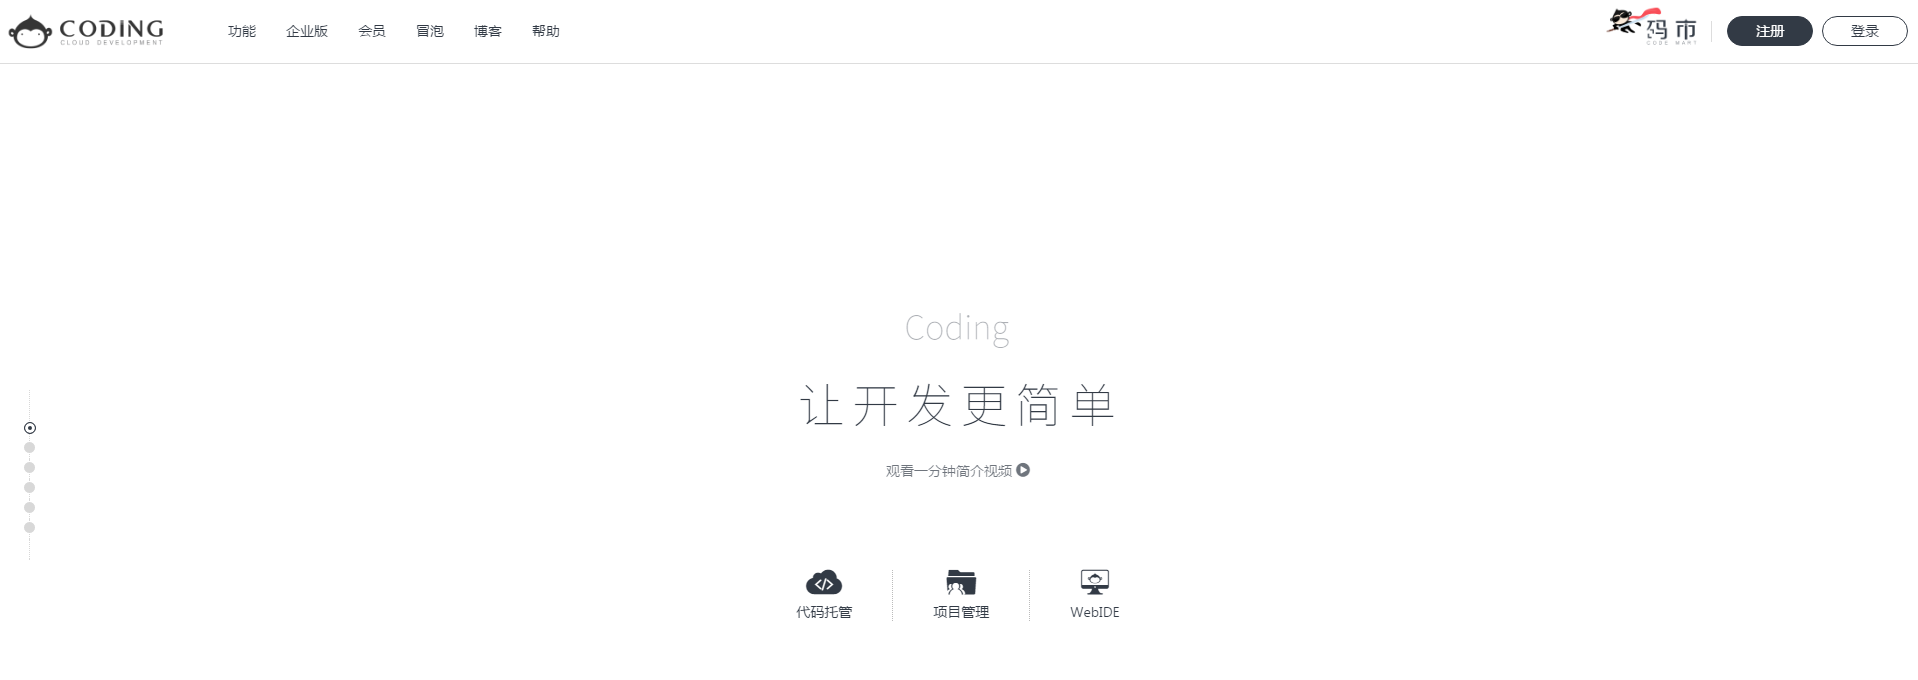 CODING
CLOUD DEVELOPMENT
功能 企业版 会员 冒泡 博客 帮助
码市
CODE MART
注册 登录
Coding
让开发更简单
观看一分钟简介视频
代码托管 项目管理 WebIDE